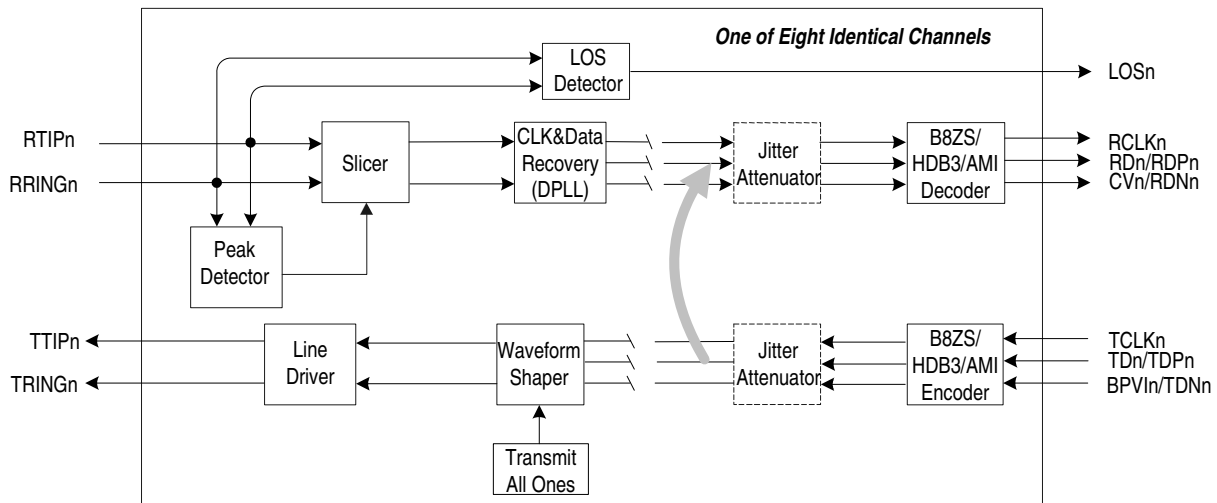 One of Eight Identical Channels
LOS
Detector
LOSn
RTIPn
RRINGn
Slicer
CLK&Data
Recovery
(DPLL)
Jitter
Attenuator
B8ZS/
HDB3/AMI
Decoder
RCLKn
RDn/RDPn
CVn/RDNn
Peak
Detector
TTIPn
TRINGn
Line
Driver
Waveform
Shaper
Jitter
Attenuator
B8ZS/
HDB3/AMI
Encoder
TCLKn
TDn/TDPn
BPVIn/TDNn
Transmit
All Ones